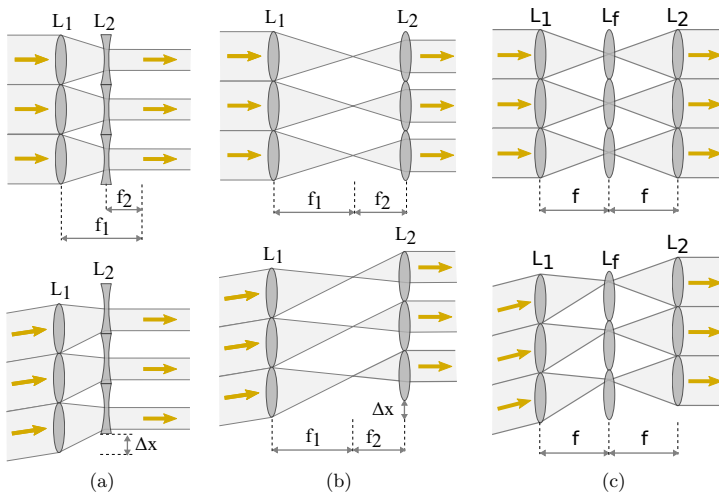 L₁ L₂
f₂
f₁
L₁ L₂
f₁ f₂
L₁ Lf L₂
f f
L₂
L₁
Δx
(a)
L₂
L₁
Δx
f₁ f₂
(b)
L₂
L₁ Lf
f f
(c)